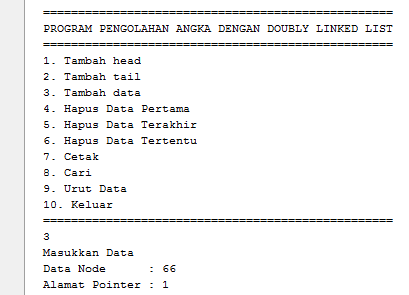 ==================================================
PROGRAM PENGOLAHAN ANGKA DENGAN DOUBLY LINKED LIST
==================================================
1. Tambah head
2. Tambah tail
3. Tambah data
4. Hapus Data Pertama
5. Hapus Data Terakhir
6. Hapus Data Tertentu
7. Cetak
8. Cari
9. Urut Data
10. Keluar
==================================================
3
Masukkan Data
Data Node      : 66
Alamat Pointer : 1